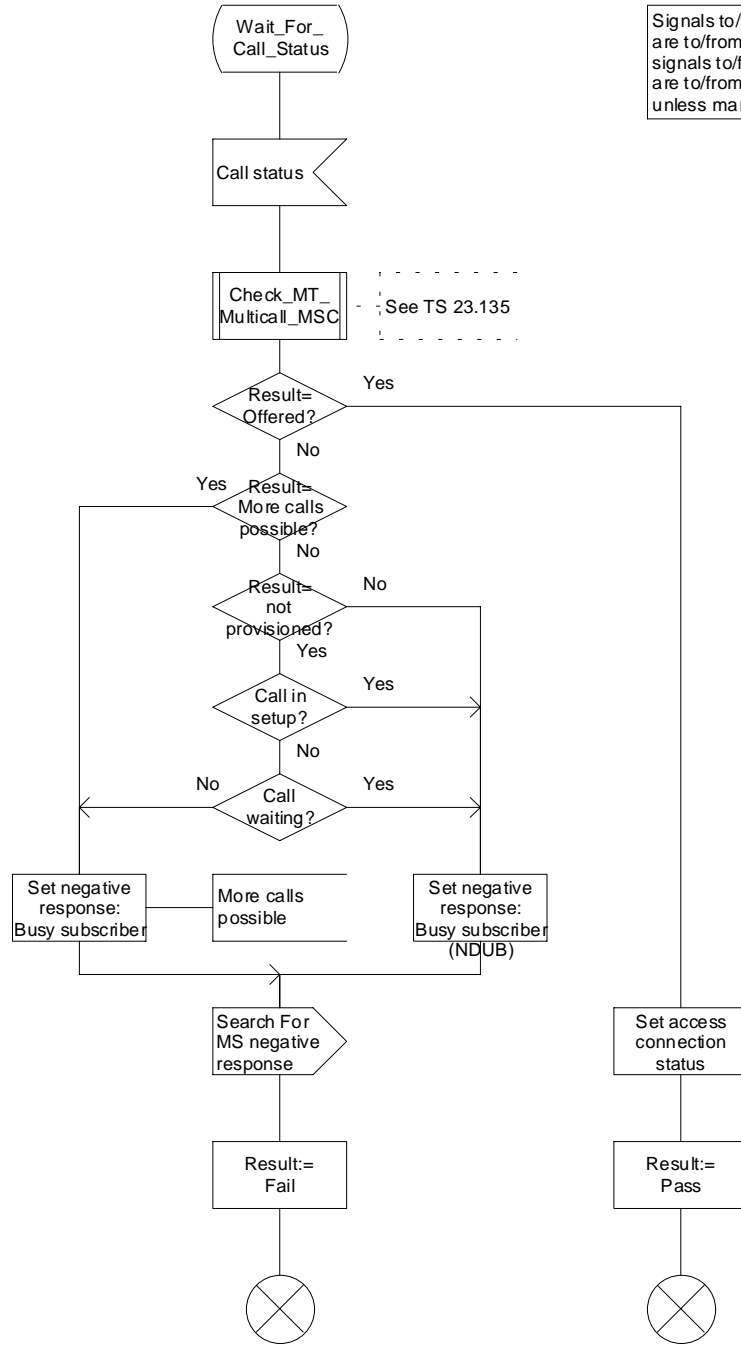 Wait_For_
Call_Status
Signals to/
are to/from
signals to/f
are to/from
unless mar
Call status
Check_MT_
Multicall_MSC
See TS 23.135
Result=
Offered?
Yes
No
Result=
More calls
possible?
Yes
No
Result=
not
provisioned?
No
Yes
Call in
setup?
Yes
No
Call
waiting?
No
Yes
Set negative
response:
Busy subscriber
More calls
possible
Set negative
response:
Busy subscriber
(NDUB)
Search For
MS negative
response
Set access
connection
status
Result:=
Fail
Result:=
Pass